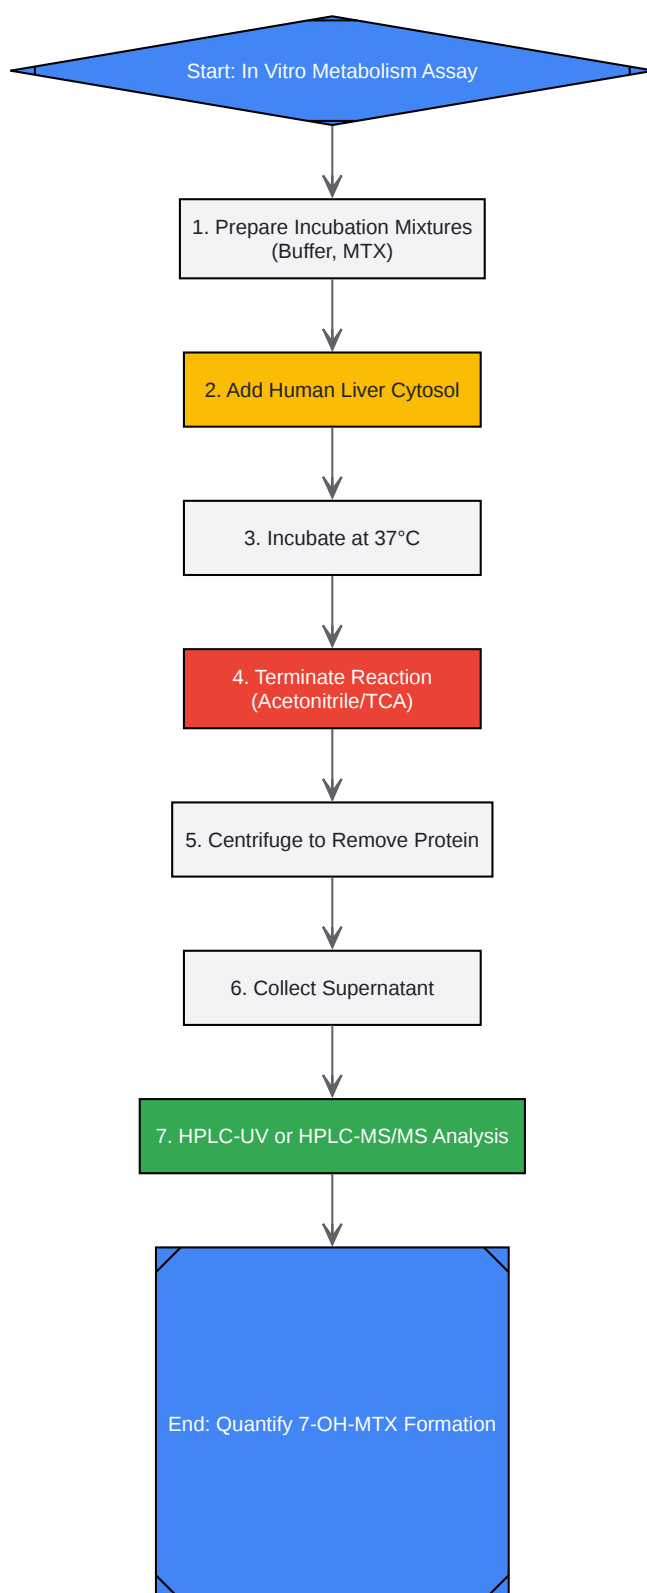 Start: In Vitro Metabolism Assay
1. Prepare Incubation Mixtures
(Buffer, MTX)
2. Add Human Liver Cytosol
3. Incubate at 37°C
4. Terminate Reaction
(Acetonitrile/TCA)
5. Centrifuge to Remove Protein
6. Collect Supernatant
7. HPLC-UV or HPLC-MS/MS Analysis
End: Quantify 7-OH-MTX Formation